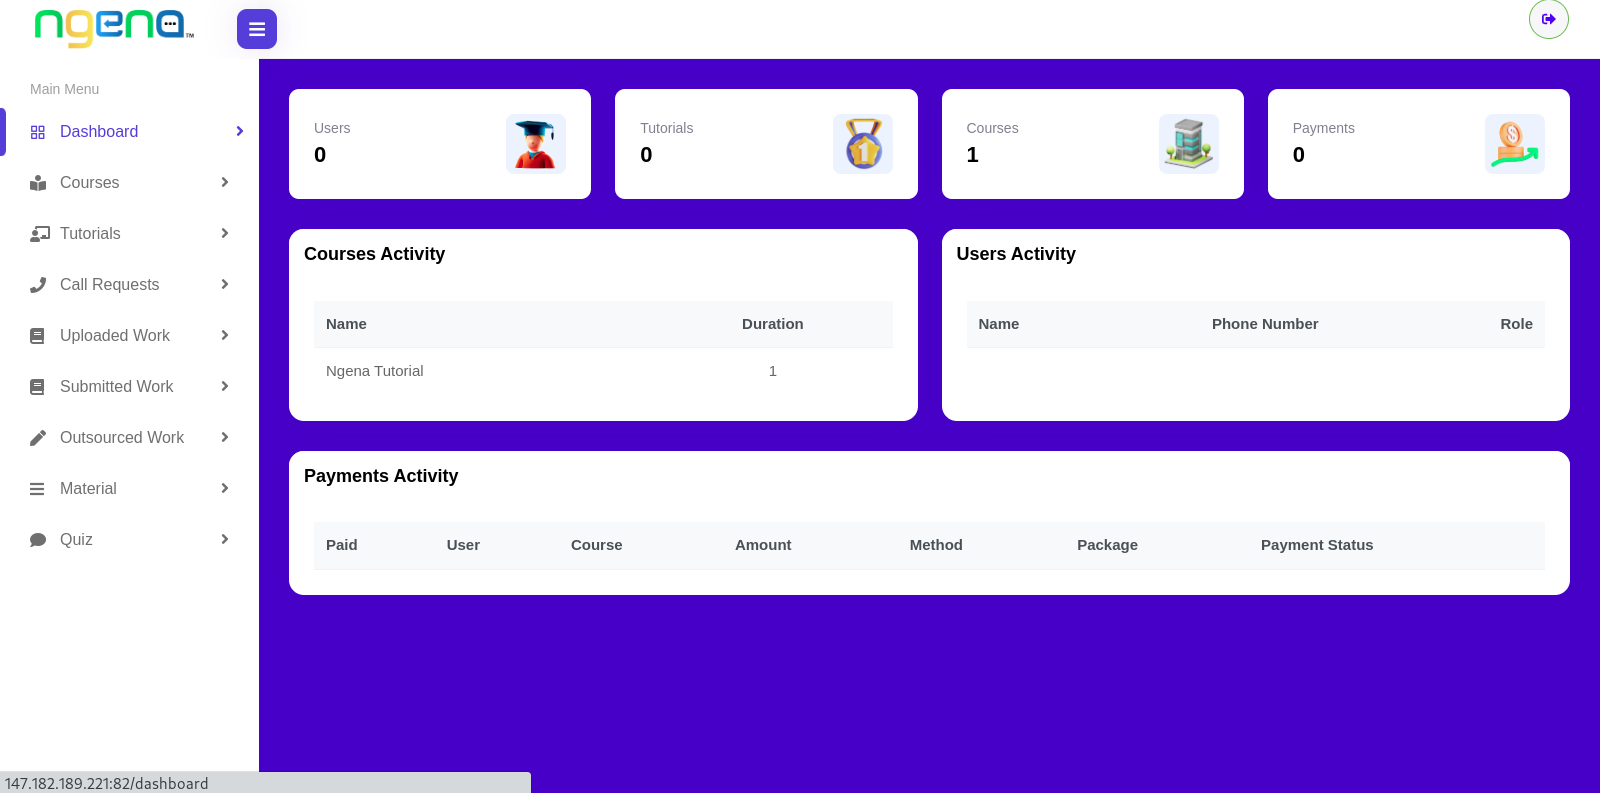 ngena™
Main Menu
Dashboard
Courses
Tutorials
Call Requests
Uploaded Work
Submitted Work
Outsourced Work
Material
Quiz
Users
0
Tutorials
0
Courses
1
1
Payments
0
$
Courses Activity
Name Duration
Ngena Tutorial 1
Users Activity
Name Phone Number Role
Payments Activity
Paid User Course Amount Method Package Payment Status
147.182.189.221:82/dashboard